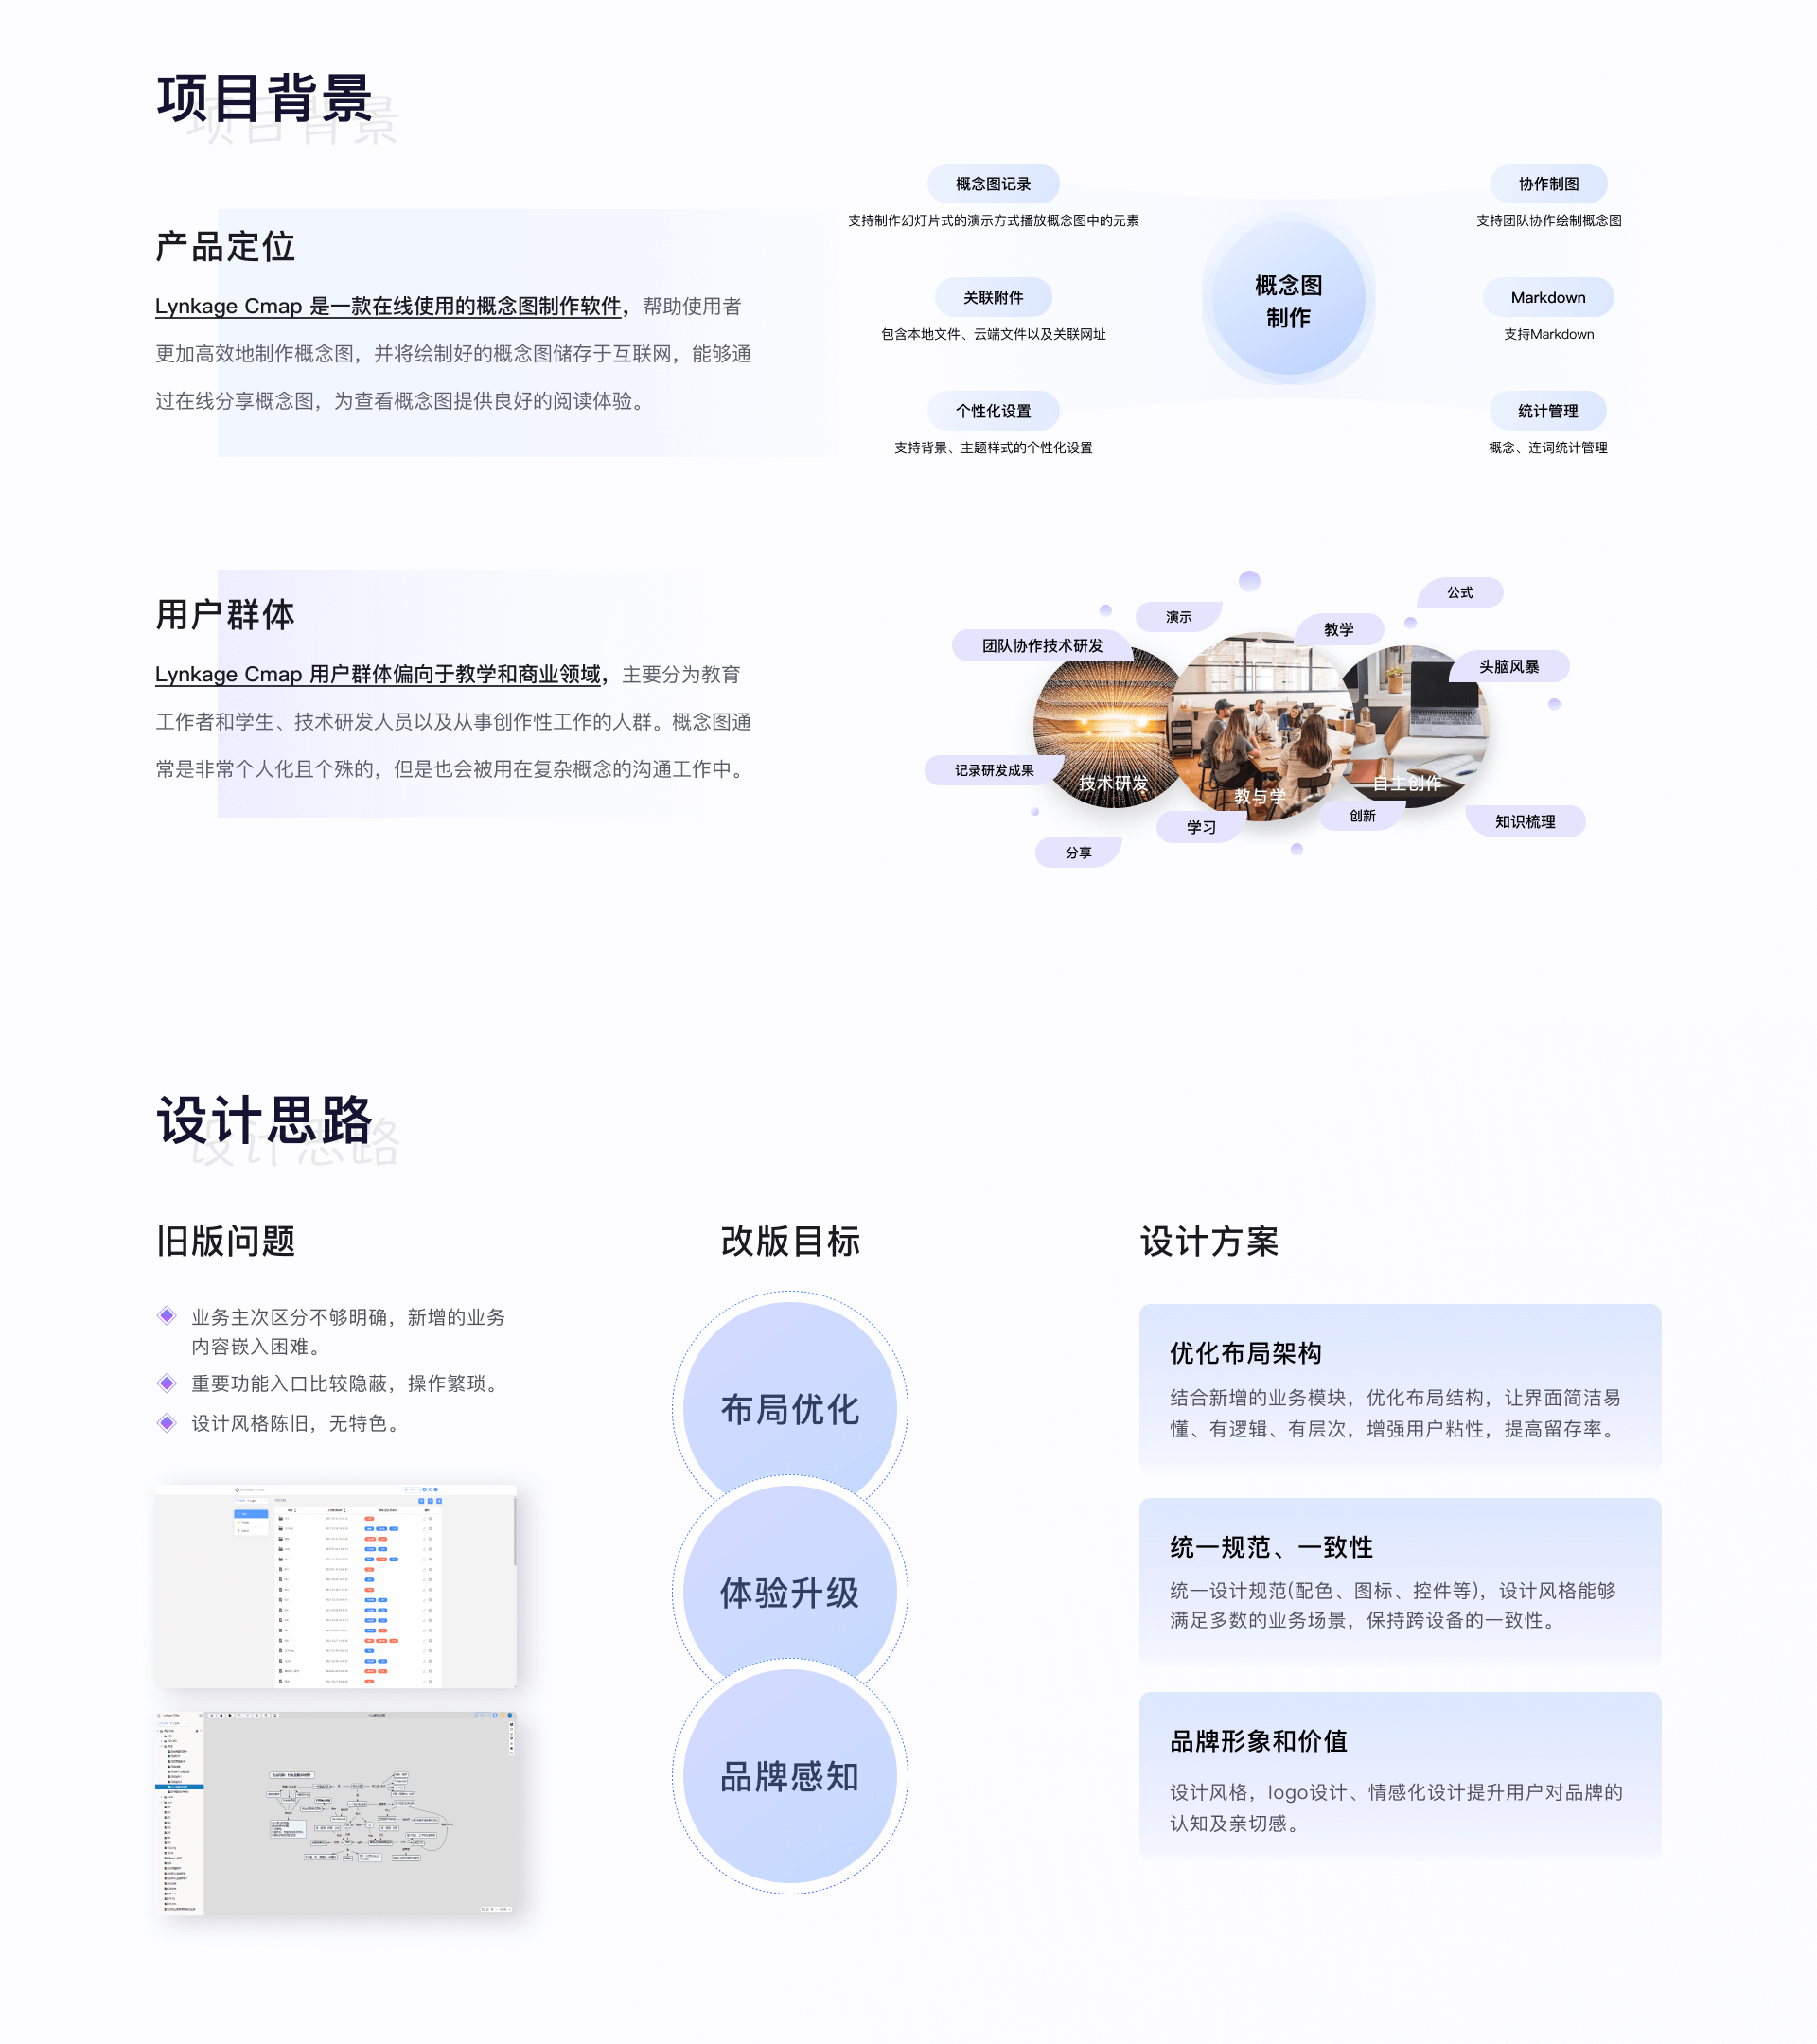 项目背景
产品定位
Lynkage Cmap 是一款在线使用的概念图制作软件，帮助使用者
更加高效地制作概念图，并将绘制好的概念图储存于互联网，能够通
过在线分享概念图，为查看概念图提供良好的阅读体验。
概念图记录
支持制作幻灯片式的演示方式播放概念图中的元素
关联附件
包含本地文件、云端文件以及关联网址
个性化设置
支持背景、主题样式的个性化设置
概念图
制作
协作制图
支持团队协作绘制概念图
Markdown
支持Markdown
统计管理
概念、连词统计管理
用户群体
Lynkage Cmap 用户群体偏向于教学和商业领域，主要分为教育
工作者和学生、技术研发人员以及从事创作性工作的人群。概念图通
常是非常个人化且个殊的，但是也会被用在复杂概念的沟通工作中。
公式
演示
教学
团队协作技术研发
头脑风暴
记录研发成果
技术研发
教与学
自主创作
创新
知识梳理
学习
分享
设计思路
旧版问题
业务主次区分不够明确，新增的业务
内容嵌入困难。
重要功能入口比较隐蔽，操作繁琐。
设计风格陈旧，无特色。
改版目标
布局优化
体验升级
品牌感知
设计方案
优化布局架构
结合新增的业务模块，优化布局结构，让界面简洁易
懂、有逻辑、有层次，增强用户粘性，提高留存率。
统一规范、一致性
统一设计规范(配色、图标、控件等)，设计风格能够
满足多数的业务场景，保持跨设备的一致性。
品牌形象和价值
设计风格，logo设计、情感化设计提升用户对品牌的
认知及亲切感。